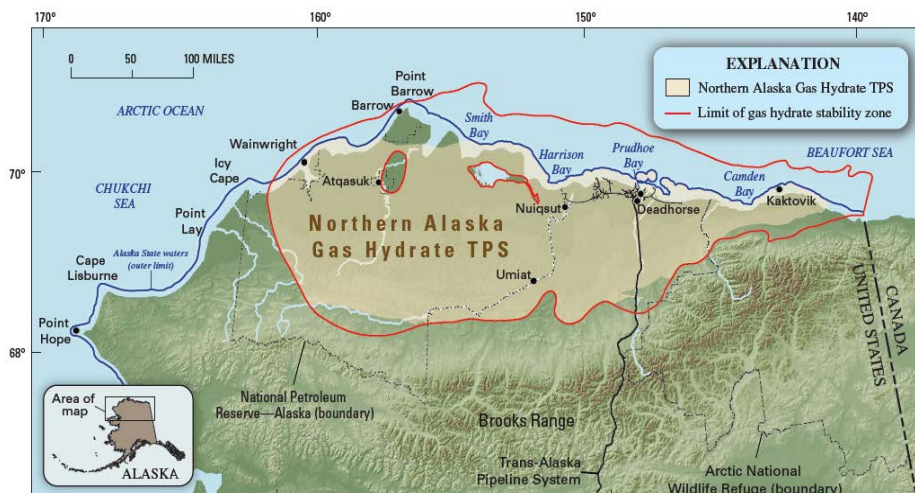 170°
160°
150°
140°
0 50 100 MILES
EXPLANATION
Northern Alaska Gas Hydrate TPS
Limit of gas hydrate stability zone
ARCTIC OCEAN
Point
Barrow
Barrow
Smith
Bay
Wainwright
Harrison
Bay
Prudhoe
Bay
BEAUFORT SEA
Icy
Cape
70°
Atqasuk
Camden
Bay
Kaktovik
CHUKCHI
SEA
Nuiqsut
Deadhorse
Point
Lay
Northern Alaska
Gas Hydrate TPS
Alaska State waters
(outer limit)
Cape
Lisburne
Umiat
Point
Hope
68°
CANADA
UNITED STATES
National Petroleum
Reserve—Alaska (boundary)
Brooks Range
Area of
map
ALASKA
Trans-Alaska
Pipeline System
Arctic National
Wildlife Refuge (boundary)